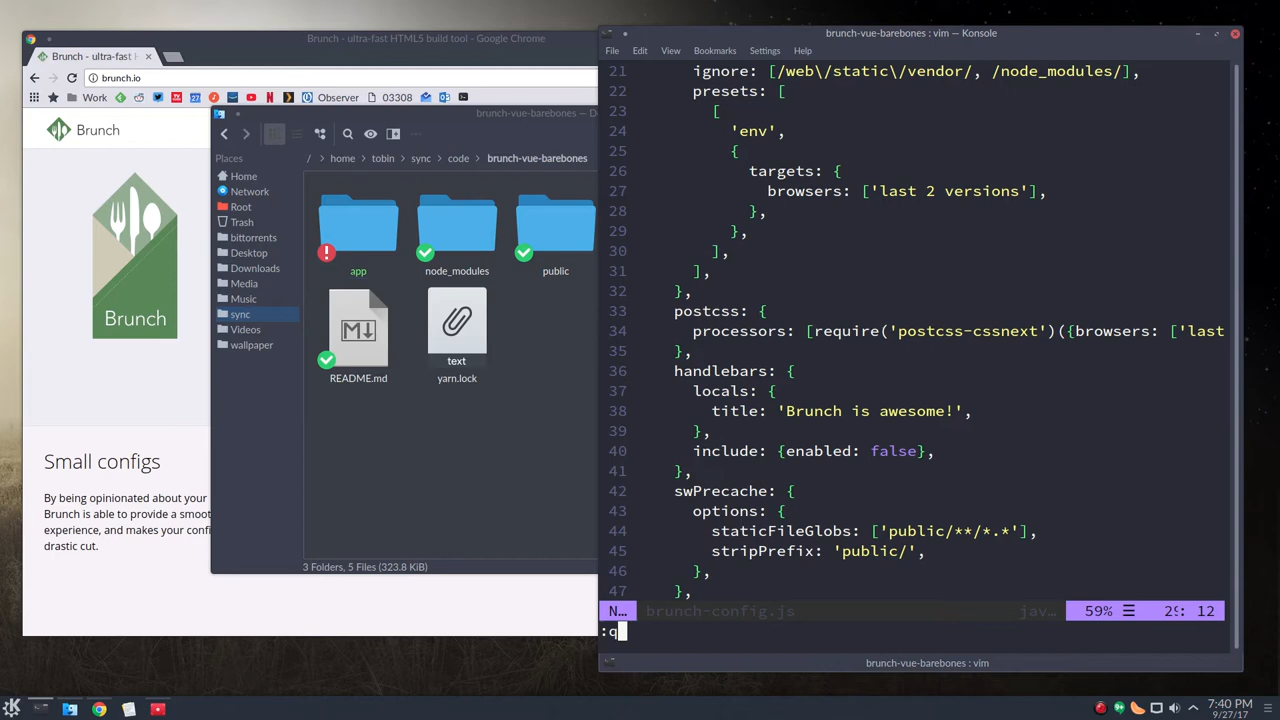 Brunch - ultra-fast HTML5 build tool - Google Chrome
Brunch - ultra-fast H
brunch.io
Work
Observer
03308
Brunch
Brunch
Small configs
By being opinionated about your
Brunch is able to provide a smoot
experience, and makes your confi
drastic cut.
brunch-vue-barebones — D
Places
/ home tobin sync code brunch-vue-barebones
Home
Network
Root
Trash
bittorrents
Desktop
Downloads
Media
Music
sync
Videos
wallpaper
app
node_modules
public
text
README.md
yarn.lock
3 Folders, 5 Files (323.8 KiB)
brunch-vue-barebones : vim — Konsole
File Edit View Bookmarks Settings Help
21 ignore: [/web\/static\/vendor/, /node_modules/],
22 presets: [
23 [
24 'env',
25 {
26 targets: {
27 browsers: ['last 2 versions'],
28 },
29 },
30 ],
31 ],
32 },
33 postcss: {
34 processors: [require('postcss-cssnext')({browsers: ['last
35 },
36 handlebars: {
37 locals: {
38 title: 'Brunch is awesome!',
39 },
40 include: {enabled: false},
41 },
42 swPrecache: {
43 options: {
44 staticFileGlobs: ['public/**/*.*'],
45 stripPrefix: 'public/',
46 },
47 },
N… brunch-config.js jav… 59% ☰ 29: 12
:q
brunch-vue-barebones : vim
7:40 PM
9/27/17